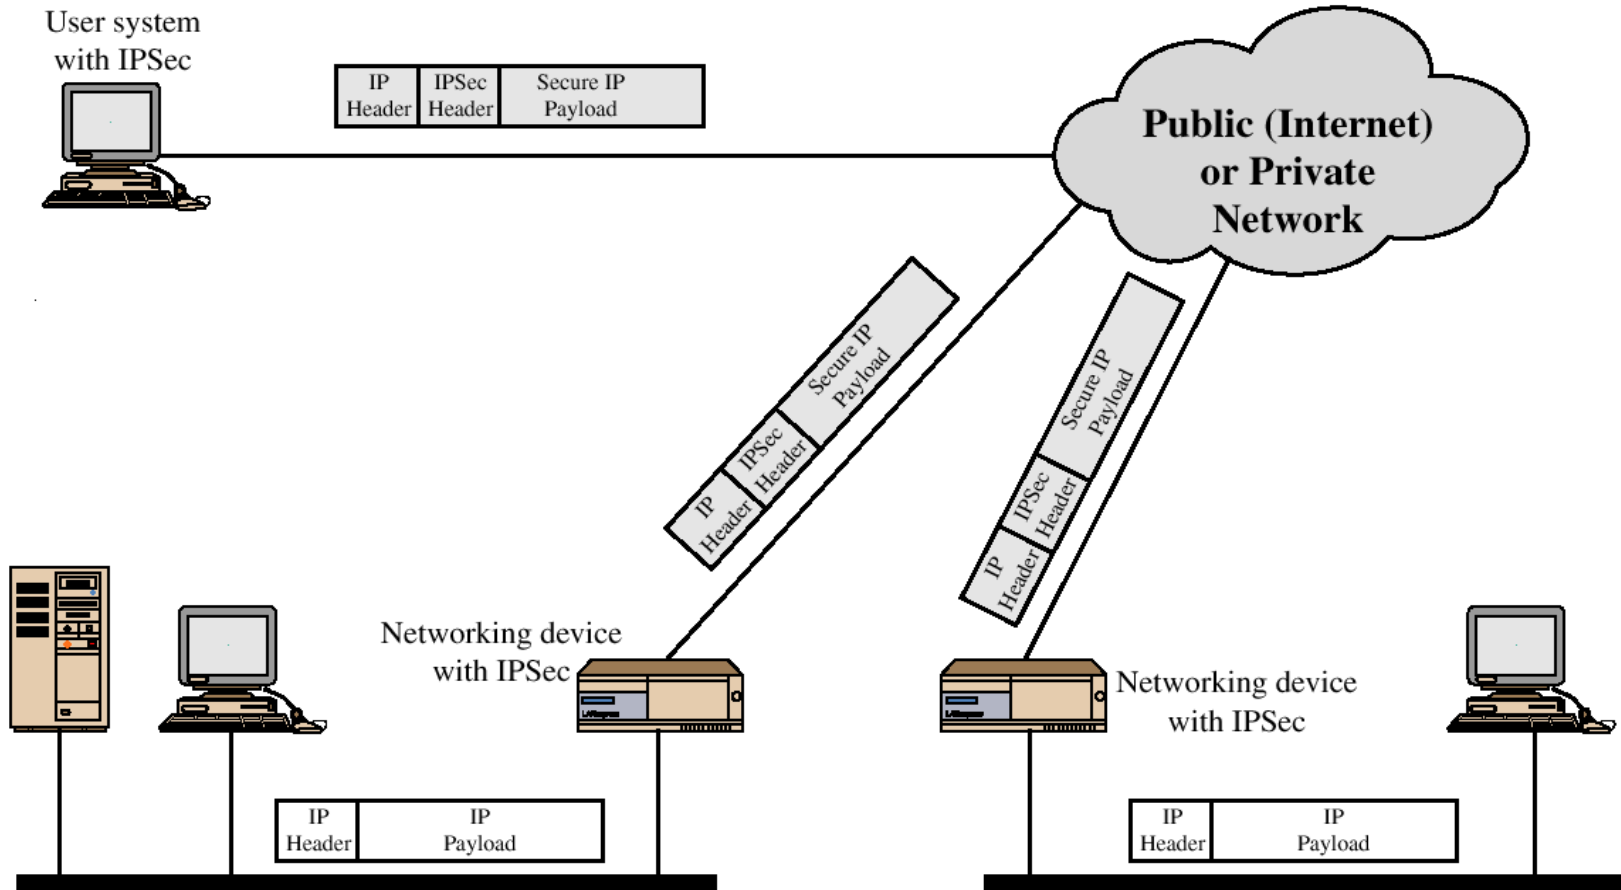 User system
with IPSec
IP
Header
IPSec
Header
Secure IP
Payload
Public (Internet)
or Private
Network
Secure IP
Payload
IPSec
Header
IP
Header
Secure IP
Payload
IPSec
Header
IP
Header
Networking device
with IPSec
Networking device
with IPSec
IP
Header
IP
Payload
IP
Header
IP
Payload